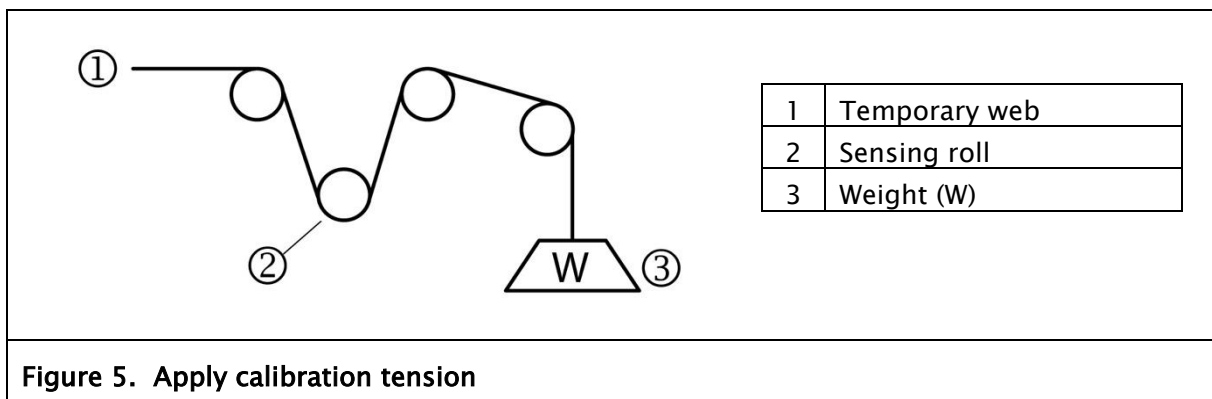 ①
②
W
③
1 Temporary web
2 Sensing roll
3 Weight (W)
Figure 5. Apply calibration tension